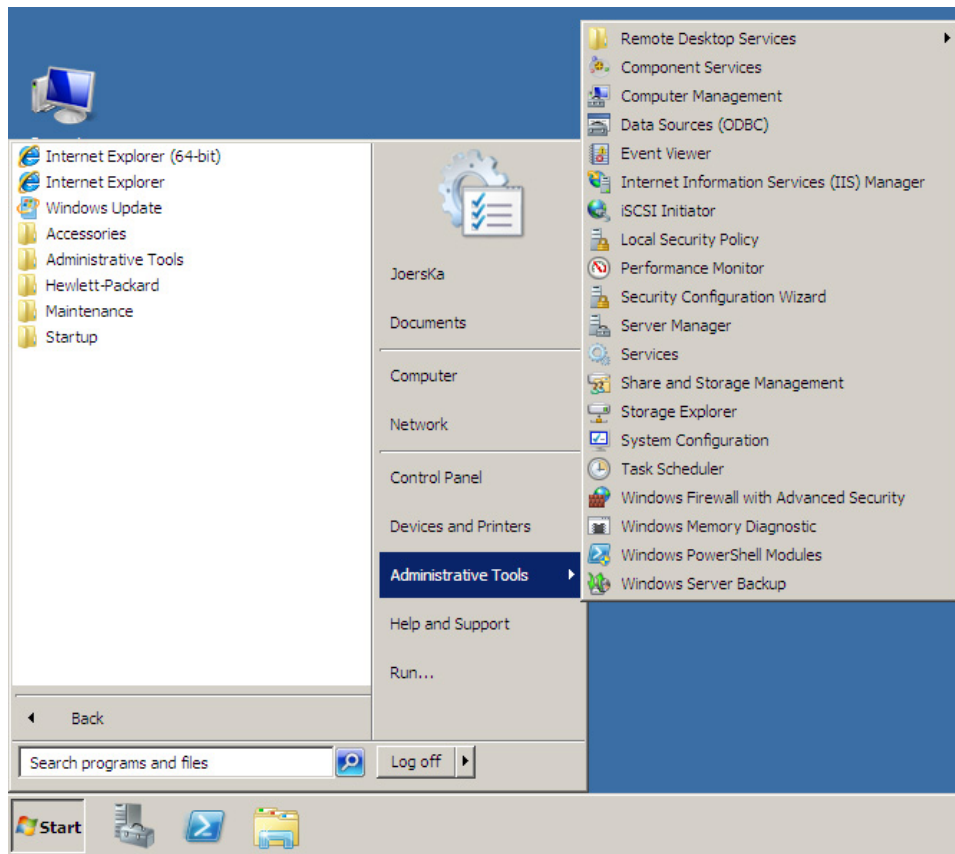 Internet Explorer (64-bit)
Internet Explorer
Windows Update
Accessories
Administrative Tools
Hewlett-Packard
Maintenance
Startup
Back
Search programs and files
JoersKa
Documents
Computer
Network
Control Panel
Devices and Printers
Administrative Tools
Help and Support
Run...
Log off
Remote Desktop Services
Component Services
Computer Management
Data Sources (ODBC)
Event Viewer
Internet Information Services (IIS) Manager
iSCSI Initiator
Local Security Policy
Performance Monitor
Security Configuration Wizard
Server Manager
Services
Share and Storage Management
Storage Explorer
System Configuration
Task Scheduler
Windows Firewall with Advanced Security
Windows Memory Diagnostic
Windows PowerShell Modules
Windows Server Backup
Start